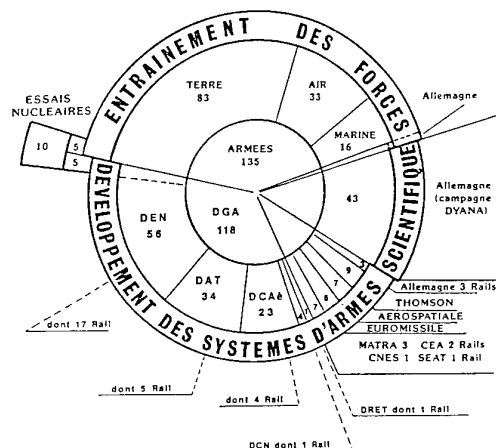 ENTRAINEMENT DES FORCES
TERRE
83
AIR
33
MARINE
16
Allemagne
ESSAIS
NUCLÉAIRES
10
5
5
ARMEES
135
DGA
118
43
Allemagne
(campagne
DYANA)
SCIENTIFIQUE
DEN
56
DAT
34
DCAè
23
4
7
8
7
9
3
DEVELOPPEMENT DES SYSTEMES D'ARMES
Allemagne 3 Rails
THOMSON
AEROSPATIALE
EUROMISSILE
MATRA 3 CEA 2 Rails
CNES 1 SEAT 1 Rail
dont 17 Rail
dont 5 Rail
dont 4 Rail
DRET dont 1 Rail
DCN dont 1 Rail